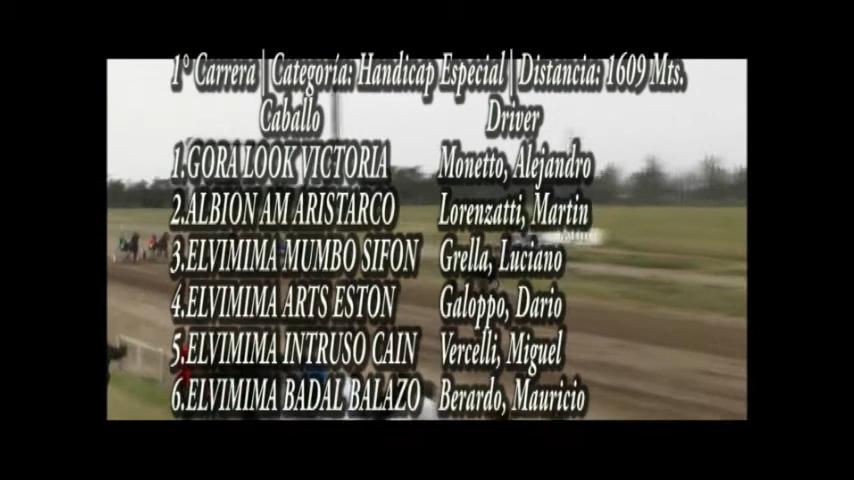 1º Carrera | Categoría: Handicap Especial | Distancia: 1609 Mts.
Caballo Driver
1.GORA LOOK VICTORIA Monetto, Alejandro
2.ALBION AM ARISTARCO Lorenzatti, Martin
3.ELVIMIMA MUMBO SIFON Grella, Luciano
4.ELVIMIMA ARTS ESTON Galoppo, Dario
5.ELVIMIMA INTRUSO CAIN Vercelli, Miguel
6.ELVIMIMA BADAL BALAZO Berardo, Mauricio